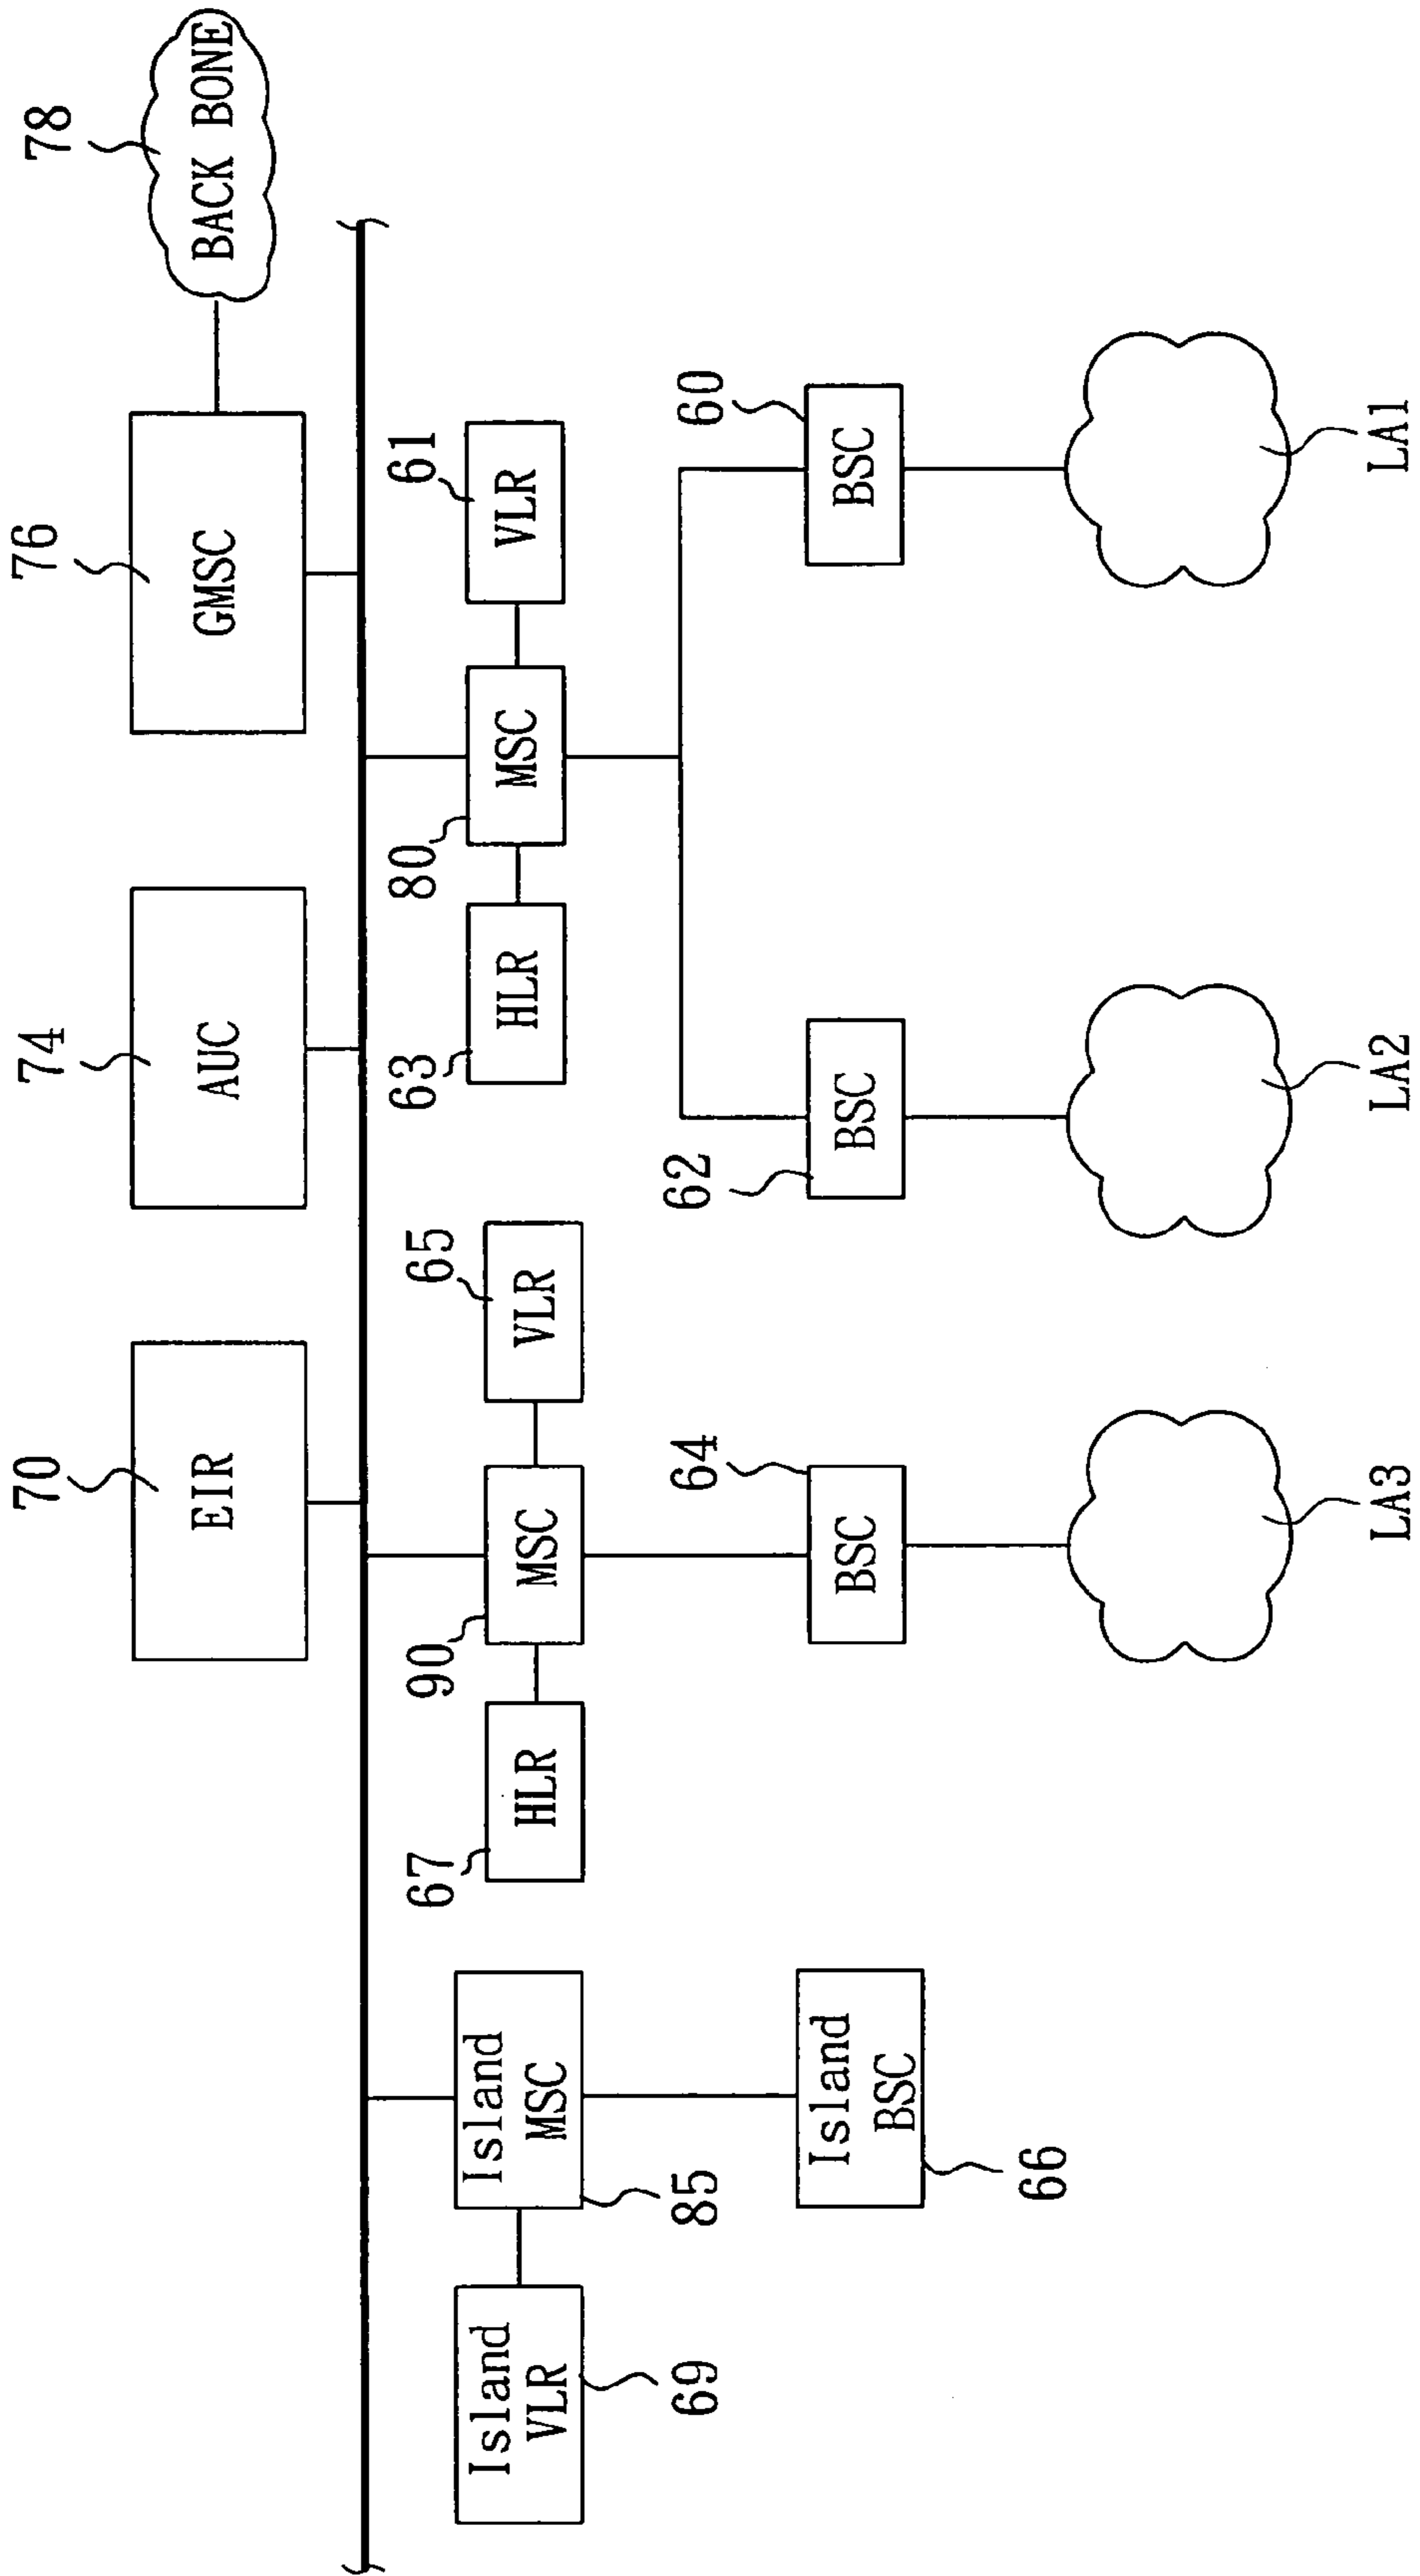 70
EIR
74
AUC
76
GMSC
78
BACK BONE
Island
VLR
69
Island
MSC
85
67
HLR
90
MSC
65
VLR
63
HLR
80
MSC
61
VLR
Island
BSC
66
64
BSC
62
BSC
60
BSC
LA3
LA2
LA1